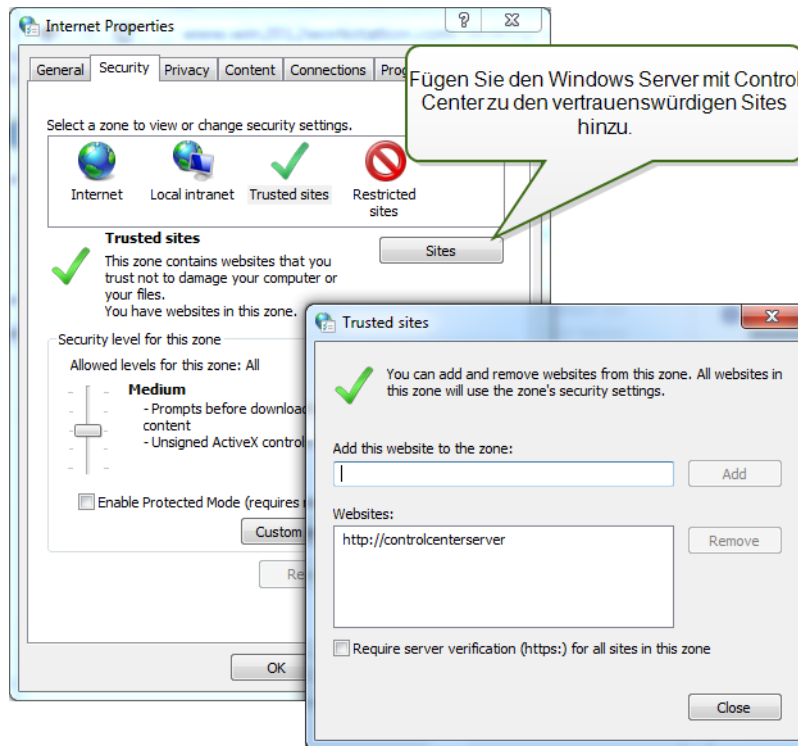 Internet Properties
General Security Privacy Content Connections
Fügen Sie den Windows Server mit Control
Center zu den vertrauenswürdigen Sites
hinzu.
Select a zone to view or change security settings.
Internet
Local intranet
Trusted sites
Restricted
sites
Trusted sites
This zone contains websites that you
trust not to damage your computer or
your files.
You have websites in this zone.
Sites
Security level for this zone
Allowed levels for this zone: All
Medium
- Prompts before
content
- Unsigned ActiveX
Enable Protected Mode (requires
Custom
OK
Trusted sites
You can add and remove websites from this zone. All websites in
this zone will use the zone's security settings.
Add this website to the zone:
Add
Websites:
http://controlcenterserver
Remove
Require server verification (https:) for all sites in this zone
Close